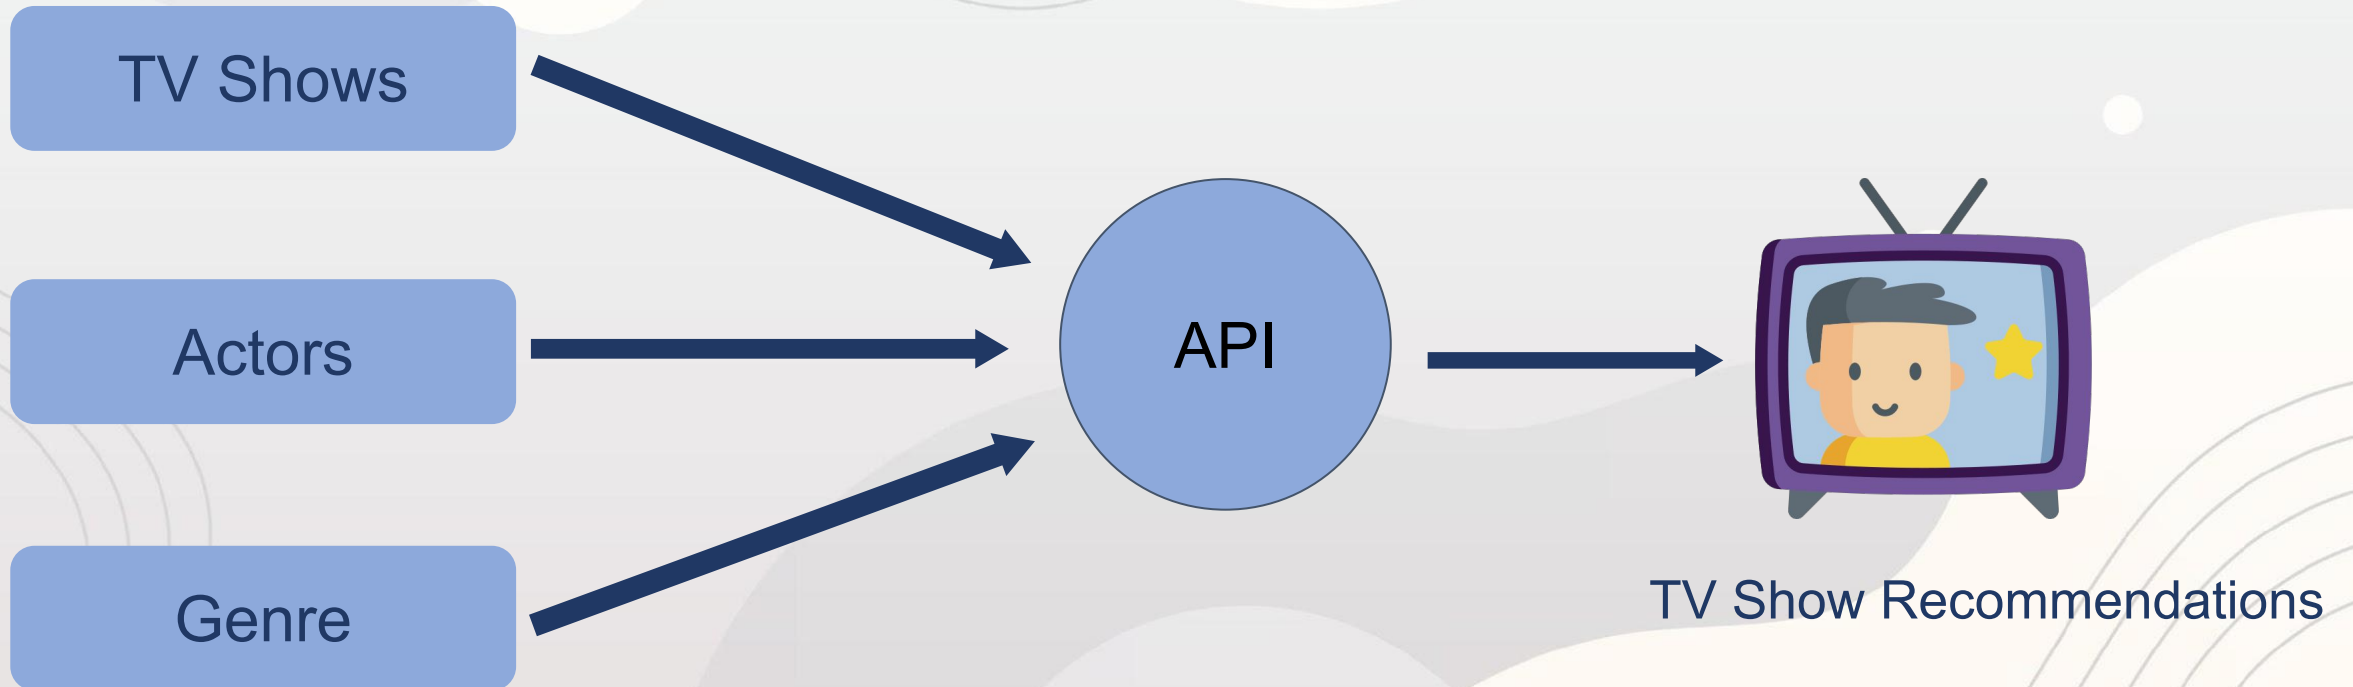 TV Shows
Actors
Genre
API
TV Show Recommendations